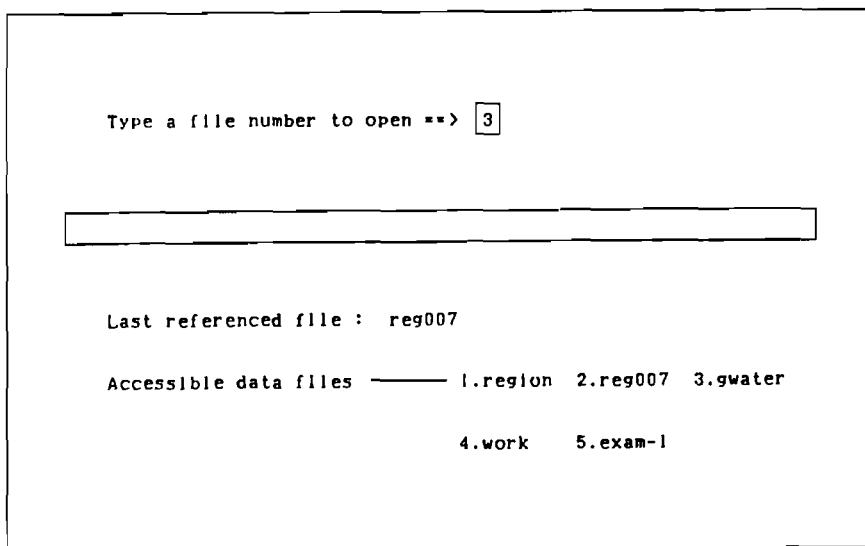 Type a file number to open **> 3
Last referenced file : reg007
Accessible data files 1.region 2.reg007 3.gwater
4.work 5.exam-1